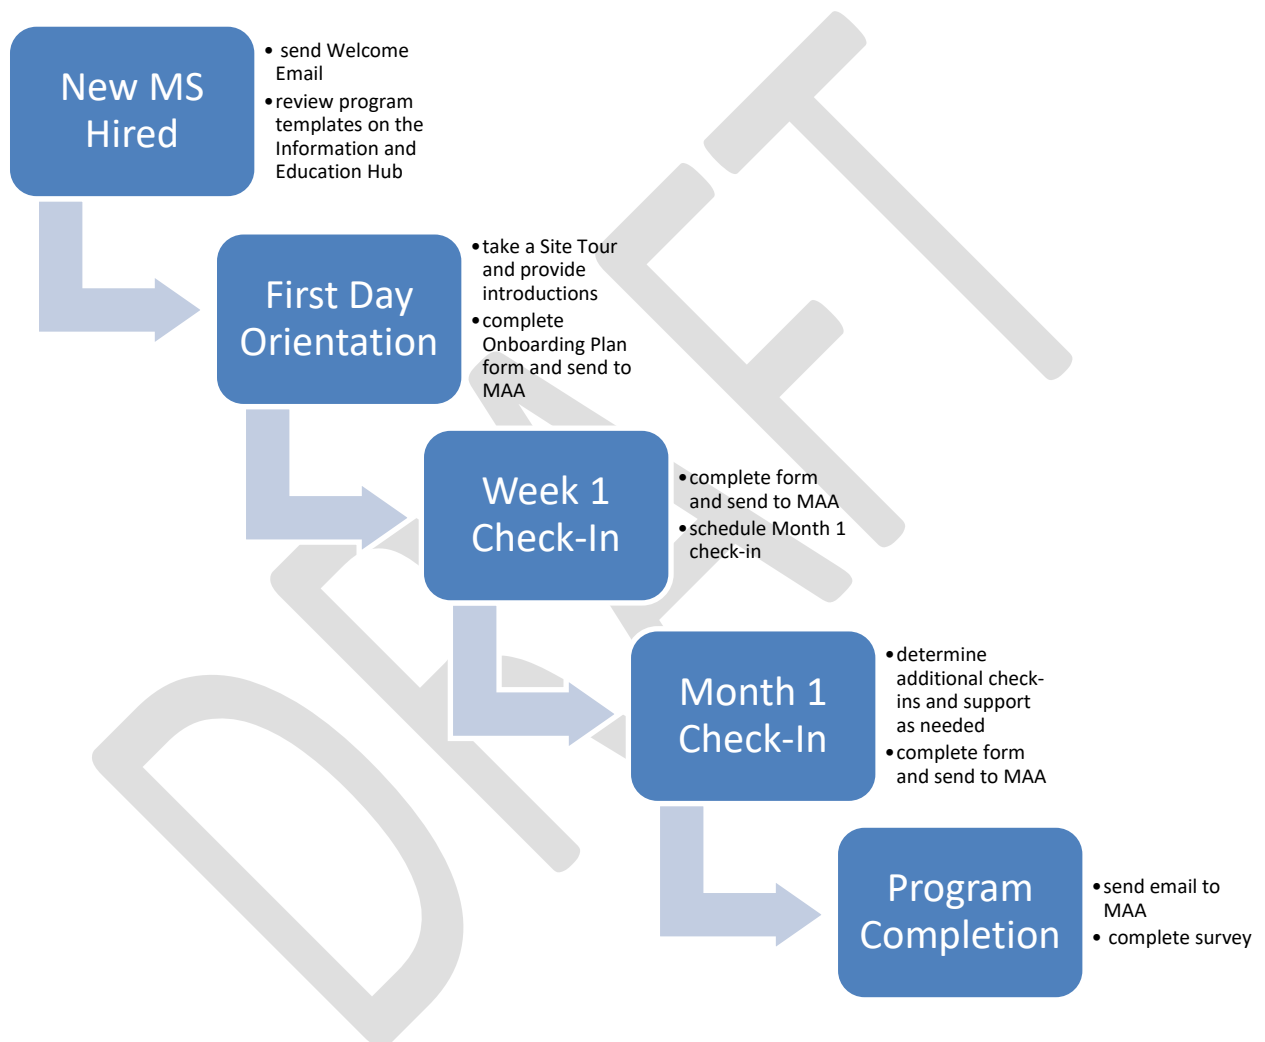 New MS
Hired
• send Welcome
Email
•review program
templates on the
Information and
Education Hub
First Day
Orientation
•take a Site Tour
and provide
introductions
•complete
Onboarding Plan
form and send to
MAA
Week 1
Check-In
•complete form
and send to MAA
•schedule Month 1
check-in
Month 1
Check-In
•determine
additional check-
ins and support
as needed
•complete form
and send to MAA
Program
Completion
•send email to
MAA
• complete survey
DRAFT